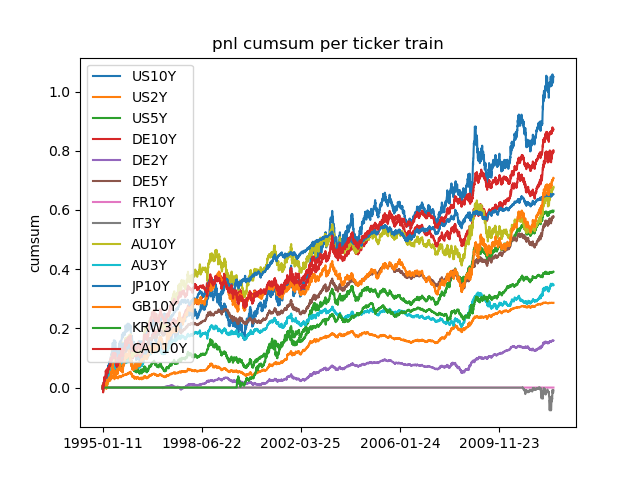 pnl cumsum per ticker train
cumsum
1.0
0.8
0.6
0.4
0.2
0.0
US10Y
US2Y
US5Y
DE10Y
DE2Y
DE5Y
FR10Y
IT3Y
AU10Y
AU3Y
JP10Y
GB10Y
KRW3Y
CAD10Y
1995-01-11 1998-06-22 2002-03-25 2006-01-24 2009-11-23